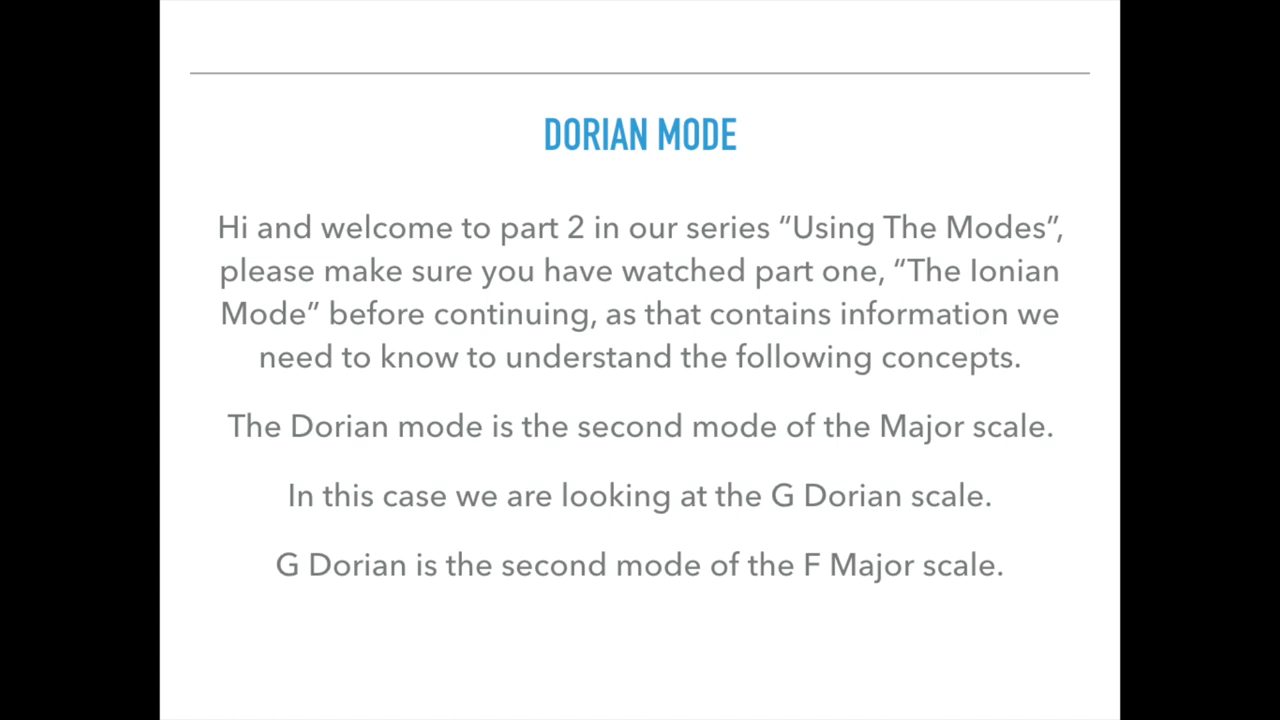 DORIAN MODE
Hi and welcome to part 2 in our series “Using The Modes”,
please make sure you have watched part one, “The Ionian
Mode” before continuing, as that contains information we
need to know to understand the following concepts.
The Dorian mode is the second mode of the Major scale.
In this case we are looking at the G Dorian scale.
G Dorian is the second mode of the F Major scale.